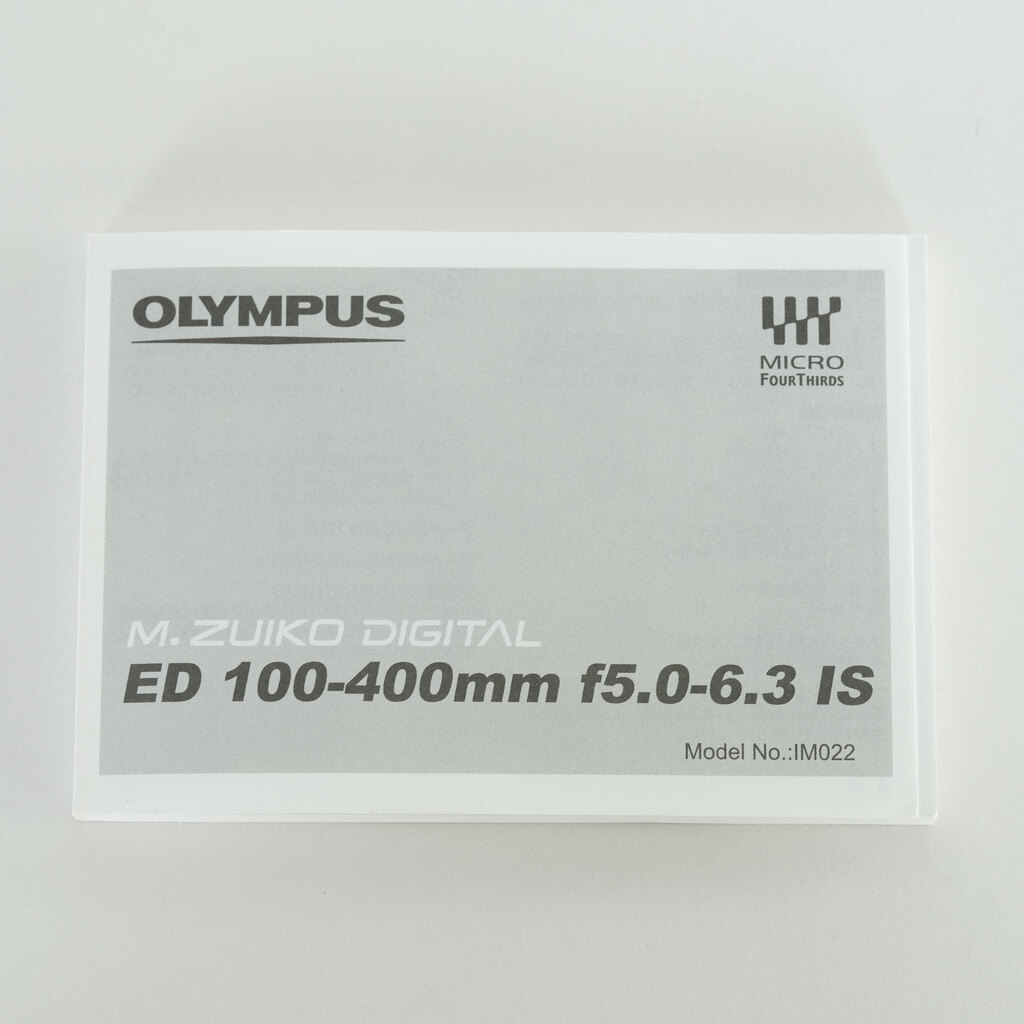 OLYMPUS
MICRO
FOURTHIRDS
M.ZUIKO DIGITAL
ED 100-400mm f5.0-6.3 IS
Model No.:IM022